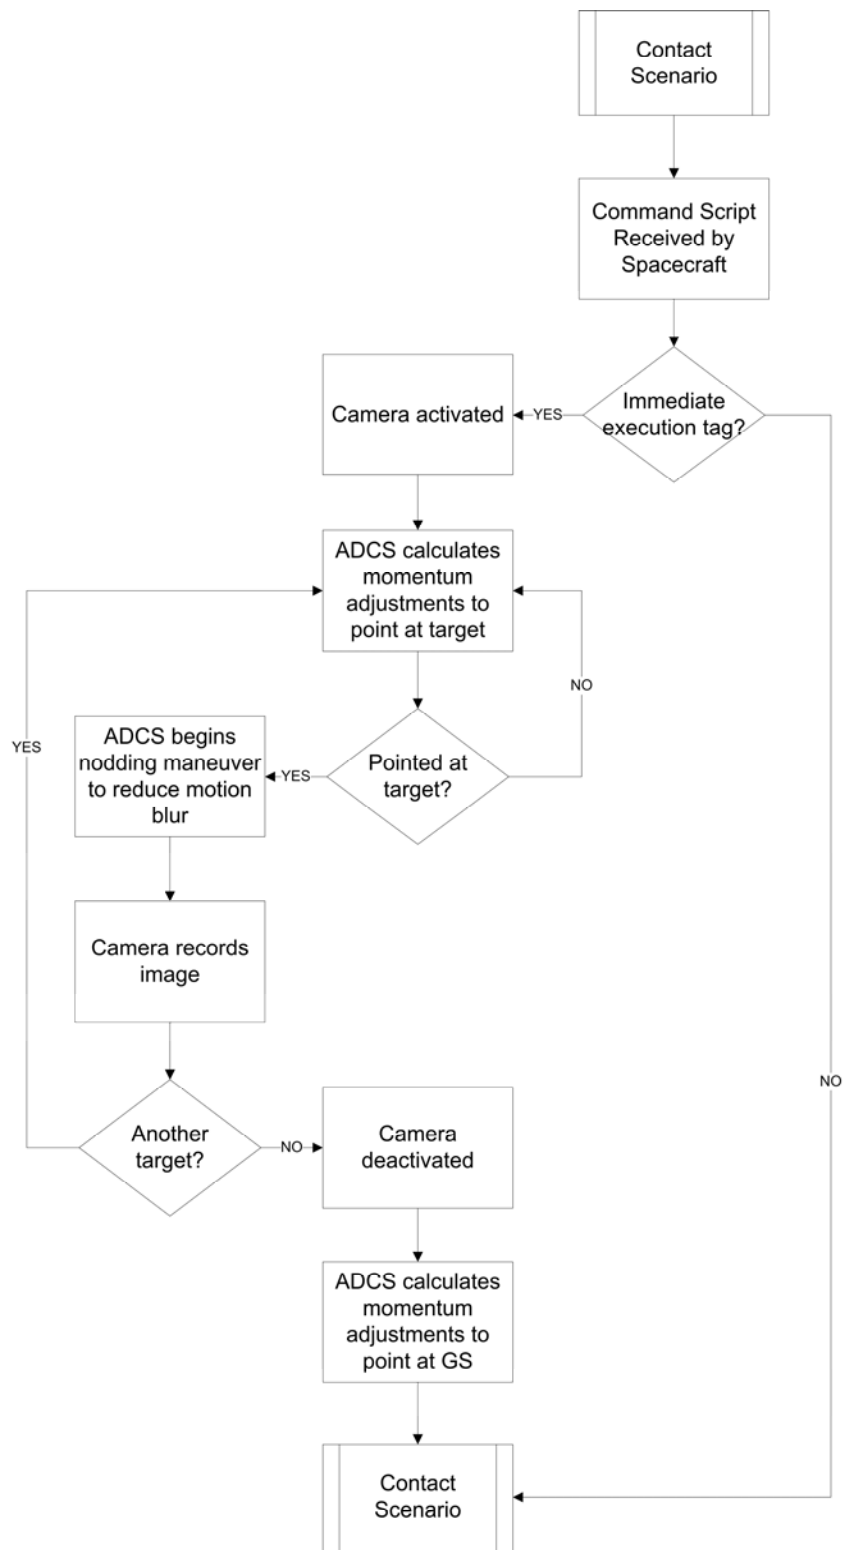 Contact
Scenario
Command Script
Received by
Spacecraft
Immediate
execution tag?
YES
Camera activated
ADCS calculates
momentum
adjustments to
point at target
NO
Pointed at
target?
YES
ADCS begins
nodding maneuver
to reduce motion
blur
YES
Camera records
image
Another
target?
NO
Camera
deactivated
NO
ADCS calculates
momentum
adjustments to
point at GS
Contact
Scenario